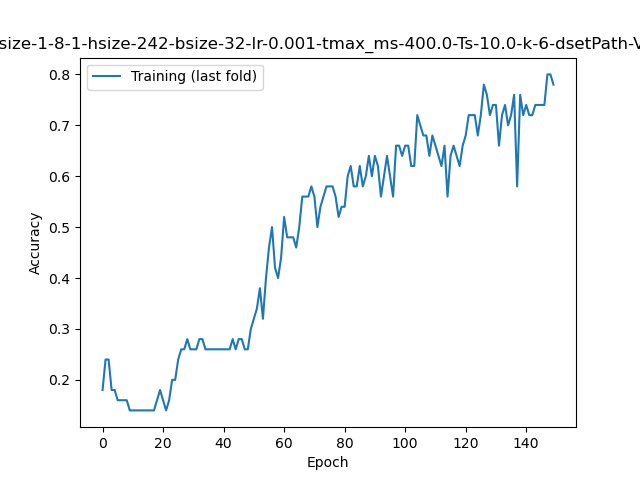 size-1-8-1-hsize-242-bsize-32-lr-0.001-tmax_ms-400.0-Ts-10.0-k-6-dsetPath-V
Training (last fold)
Accuracy
0.8
0.7
0.6
0.5
0.4
0.3
0.2
0 20 40 60 80 100 120 140
Epoch